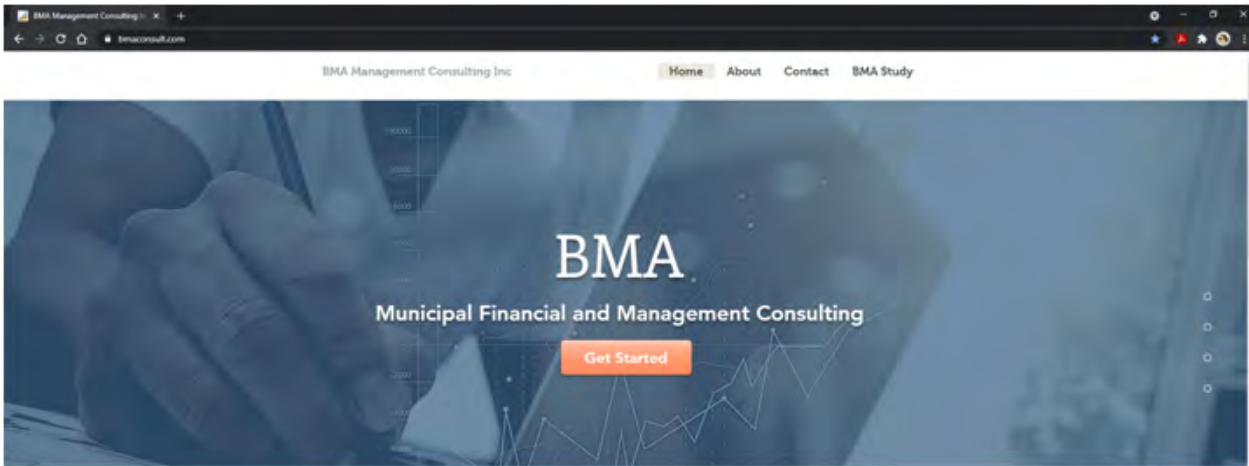 BMA Management Consulting In
bmaconsult.com
BMA Management Consulting Inc
Home About Contact BMA Study
BMA
Municipal Financial and Management Consulting
Get Started